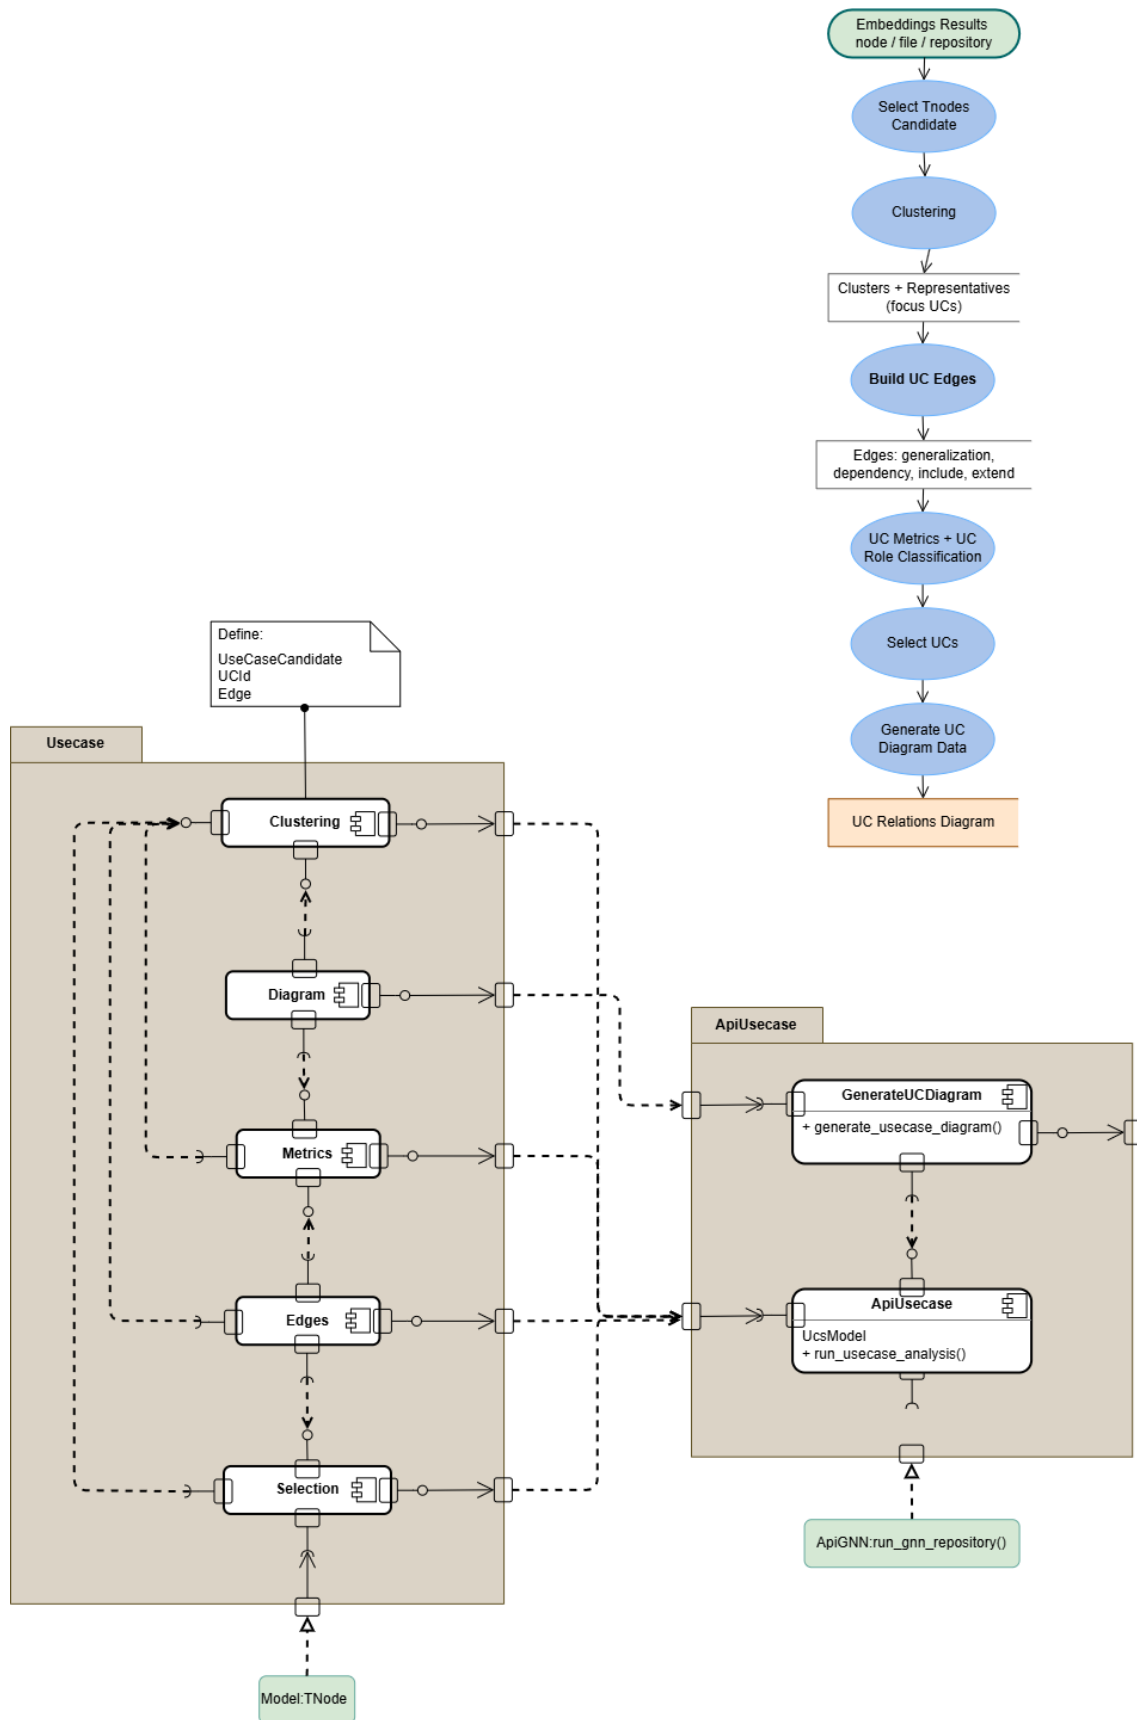 Embeddings Results
node / file / repository
Select Tnodes
Candidate
Clustering
Clusters + Representatives
(focus UCs)
Build UC Edges
Edges: generalization,
dependency, include, extend
UC Metrics + UC
Role Classification
Select UCs
Generate UC
Diagram Data
UC Relations Diagram
Define:
UseCaseCandidate
UCId
Edge
Usecase
Clustering
Diagram
Metrics
Edges
Selection
Model:TNode
ApiUsecase
GenerateUCDiagram
+ generate_usecase_diagram()
ApiUsecase
UcsModel
+ run_usecase_analysis()
ApiGNN:run_gnn_repository()